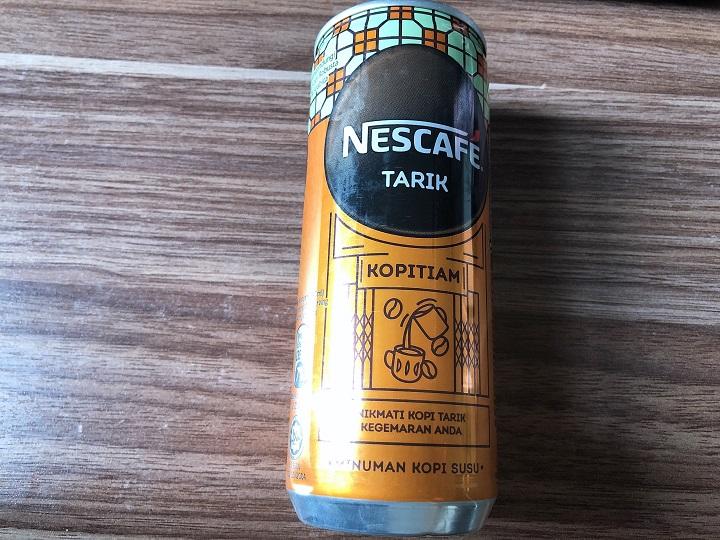 NESCAFÉ
TARIK
KOPITIAM
NIKMATI KOPI TARIK
KEGEMARAN ANDA
MINUMAN KOPI SUSU